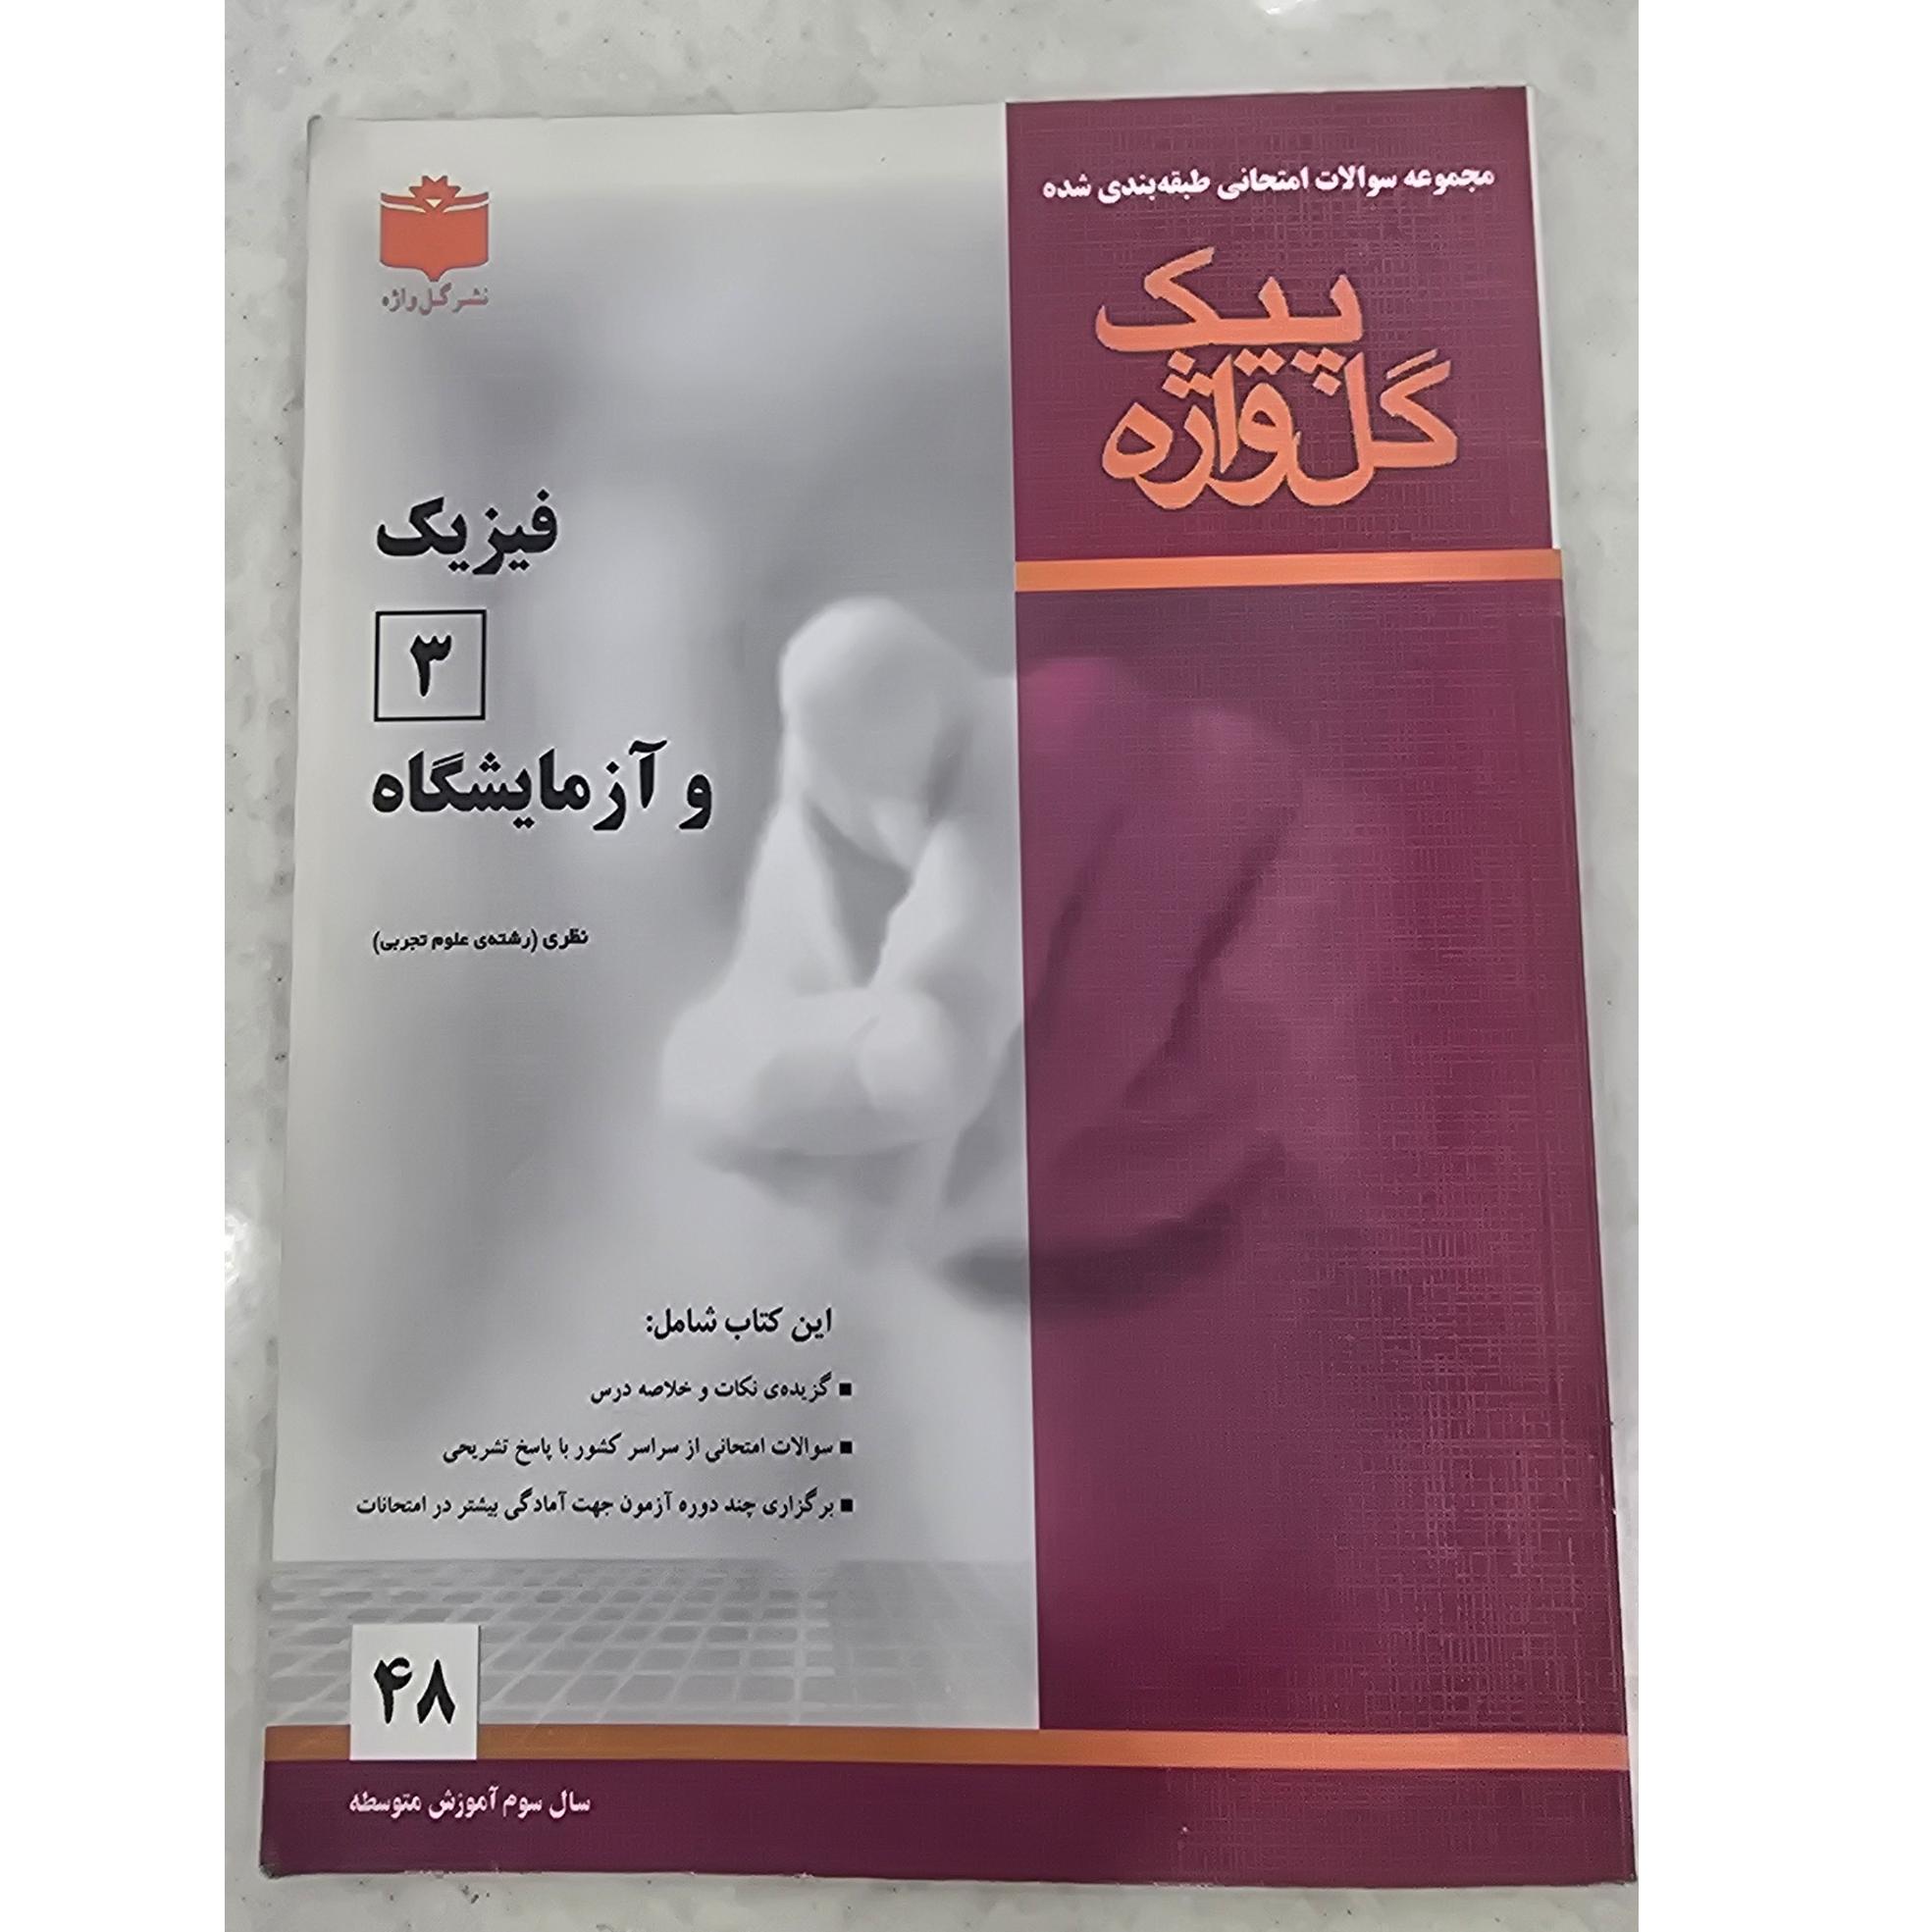 مجموعه سوالات امتحانی طبقه‌بندی شده
پیک
گل‌واژه
نشر گل واژه
فیزیک
۳
و آزمایشگاه
نظری (رشته‌ی علوم تجربی)
این کتاب شامل:
■ گزیده‌ی نکات و خلاصه درس
■ سوالات امتحانی از سراسر کشور با پاسخ تشریحی
■ برگزاری چند دوره آزمون جهت آمادگی بیشتر در امتحانات
۴۸
سال سوم آموزش متوسطه